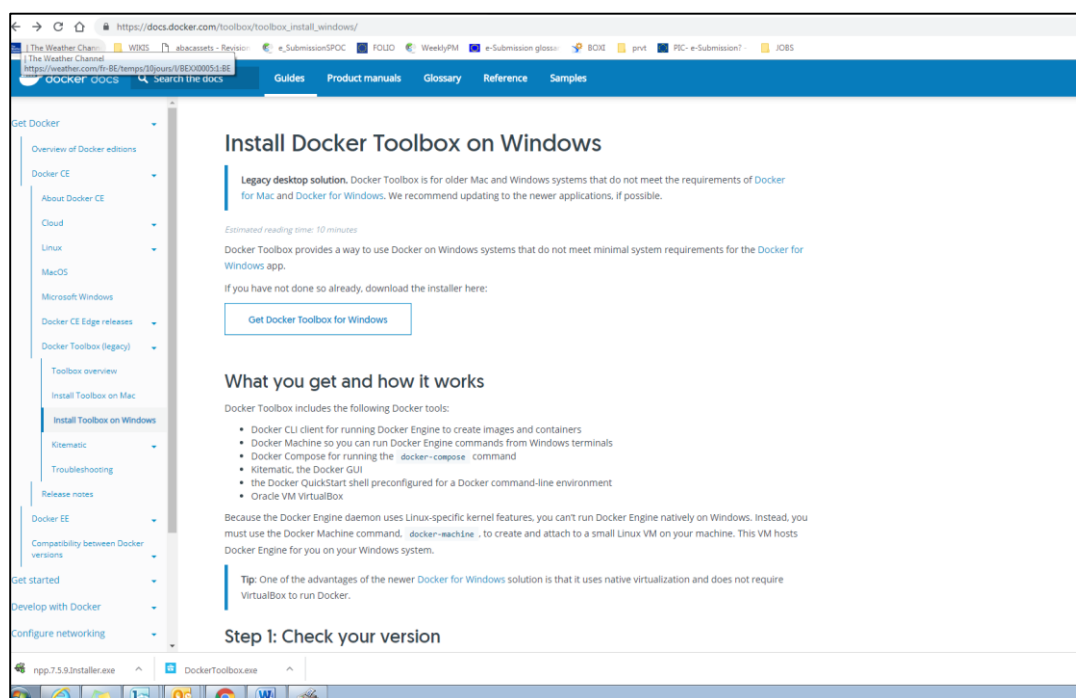 https://docs.docker.com/toolbox/toolbox_install_windows/
| The Weather Chann WIKIS abacassets - Revision e_SubmissionSPOC FOLIO WeeklyPM e-Submission glossa BOXI prvt PIC- e-Submission? JOBS
| The Weather Channel
https://weather.com/fr-BE/temps/10jours/l/BEXX0005:1:BE
docker docs Search the docs Guides Product manuals Glossary Reference Samples
Get Docker
Overview of Docker editions
Docker CE
About Docker CE
Cloud
Linux
MacOS
Microsoft Windows
Docker CE Edge releases
Docker Toolbox (legacy)
Toolbox overview
Install Toolbox on Mac
Install Toolbox on Windows
Kitematic
Troubleshooting
Release notes
Docker EE
Compatibility between Docker
versions
Get started
Develop with Docker
Configure networking
Install Docker Toolbox on Windows
Legacy desktop solution. Docker Toolbox is for older Mac and Windows systems that do not meet the requirements of Docker
for Mac and Docker for Windows. We recommend updating to the newer applications, if possible.
Estimated reading time: 10 minutes
Docker Toolbox provides a way to use Docker on Windows systems that do not meet minimal system requirements for the Docker for
Windows app.
If you have not done so already, download the installer here:
Get Docker Toolbox for Windows
What you get and how it works
Docker Toolbox includes the following Docker tools:
• Docker CLI client for running Docker Engine to create images and containers
• Docker Machine so you can run Docker Engine commands from Windows terminals
• Docker Compose for running the docker-compose command
• Kitematic, the Docker GUI
• the Docker QuickStart shell preconfigured for a Docker command-line environment
• Oracle VM VirtualBox
Because the Docker Engine daemon uses Linux-specific kernel features, you can't run Docker Engine natively on Windows. Instead, you
must use the Docker Machine command, docker-machine , to create and attach to a small Linux VM on your machine. This VM hosts
Docker Engine for you on your Windows system.
Tip: One of the advantages of the newer Docker for Windows solution is that it uses native virtualization and does not require
VirtualBox to run Docker.
Step 1: Check your version
npp.7.5.9.Installer.exe DockerToolbox.exe